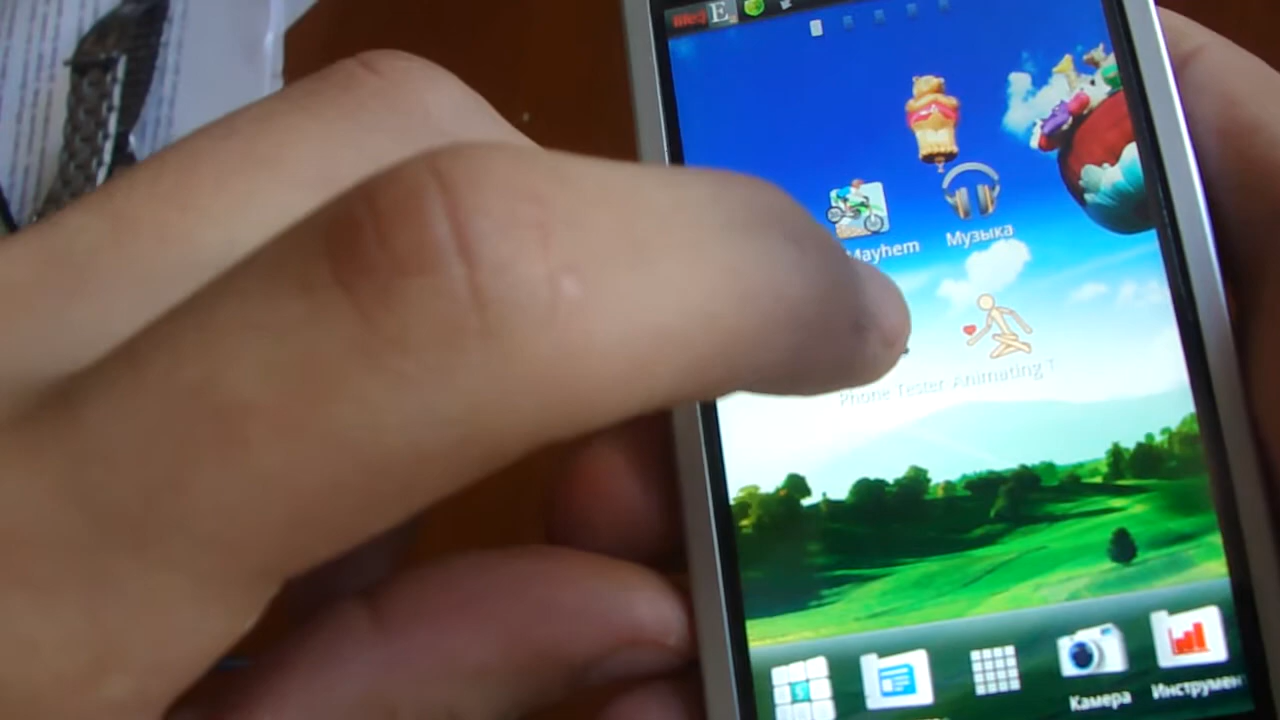 E
Mayhem
Музыка
Phone Tester
Animating T
Камера
Инструмен